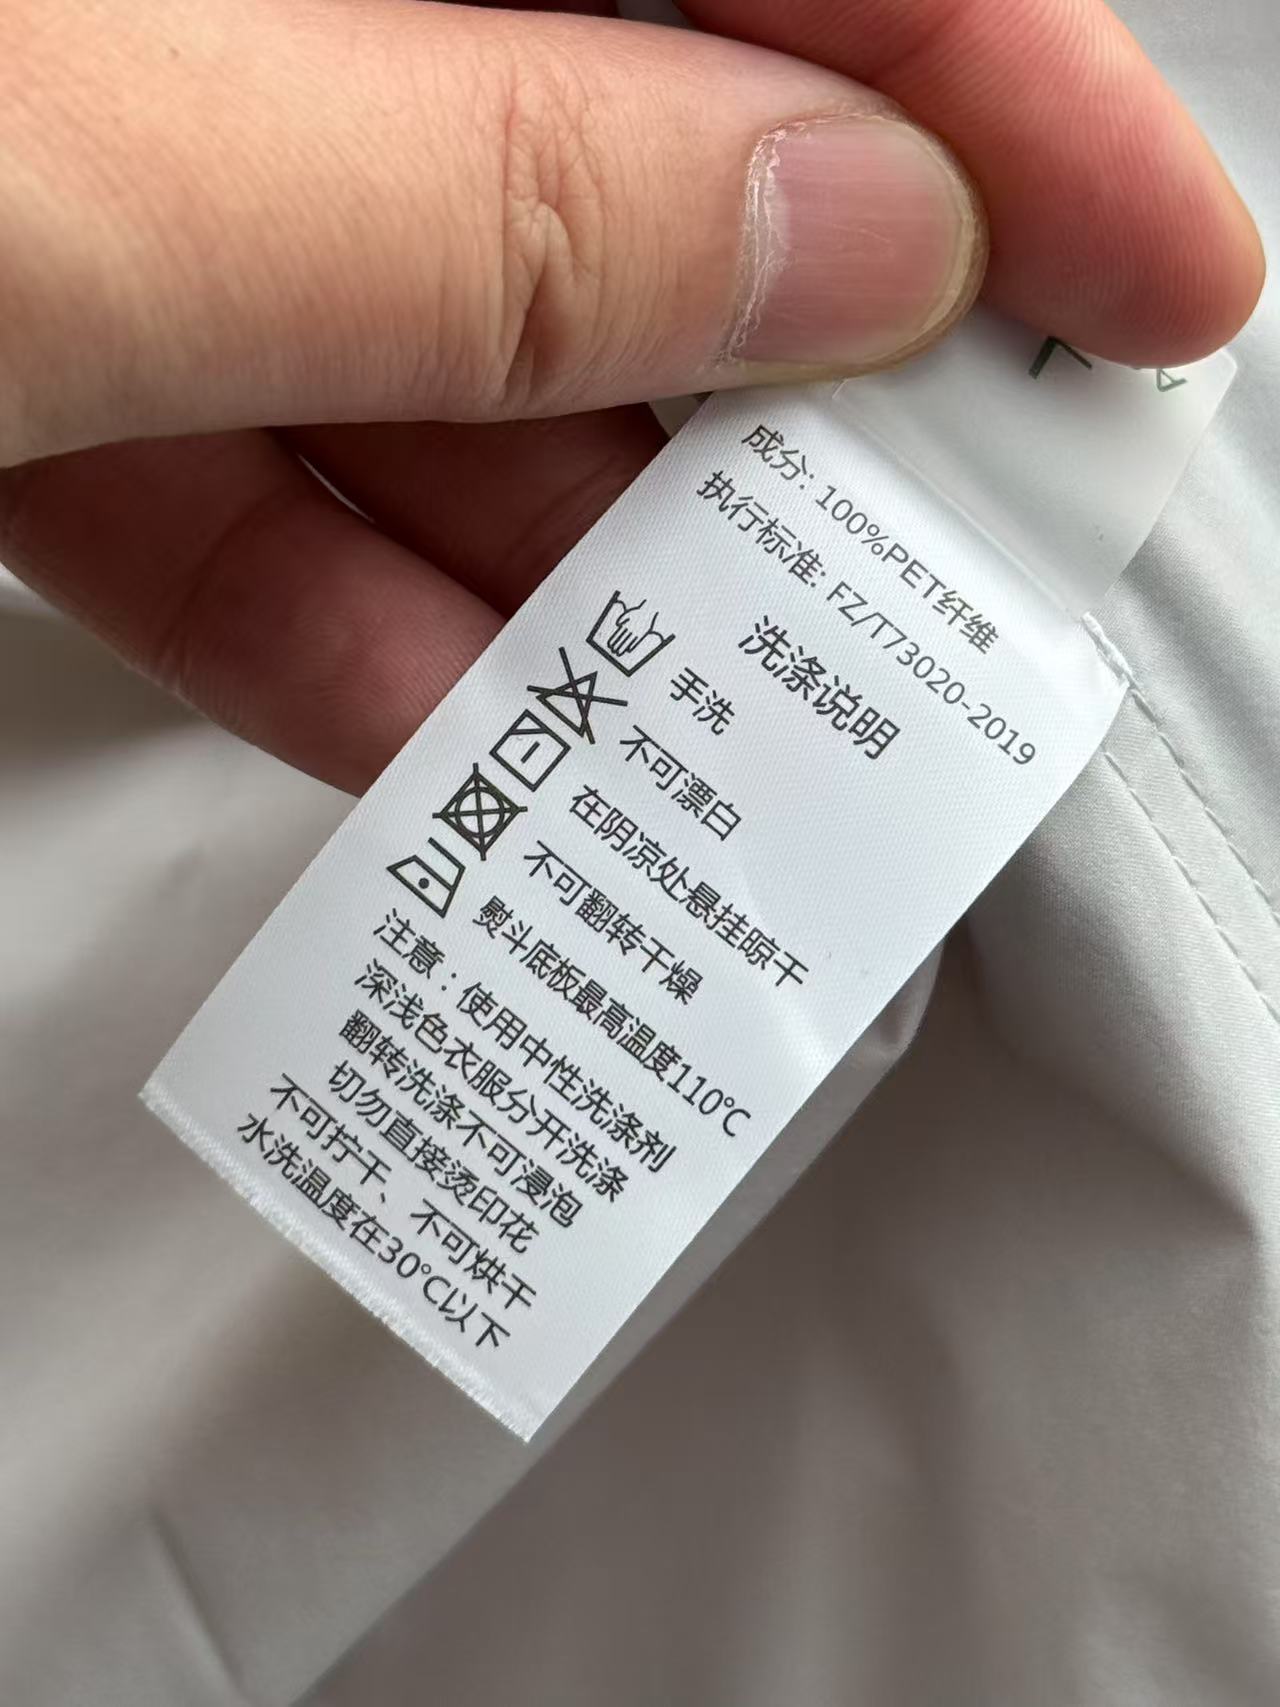 成分: 100%PET纤维
执行标准: FZ/T73020-2019
洗涤说明
手洗
不可漂白
在阴凉处悬挂晾干
不可翻转干燥
熨斗底板最高温度110℃
注意：使用中性洗涤剂
深浅色衣服分开洗涤
翻转洗涤不可浸泡
切勿直接烫印花
不可拧干、不可烘干
水洗温度在30℃以下